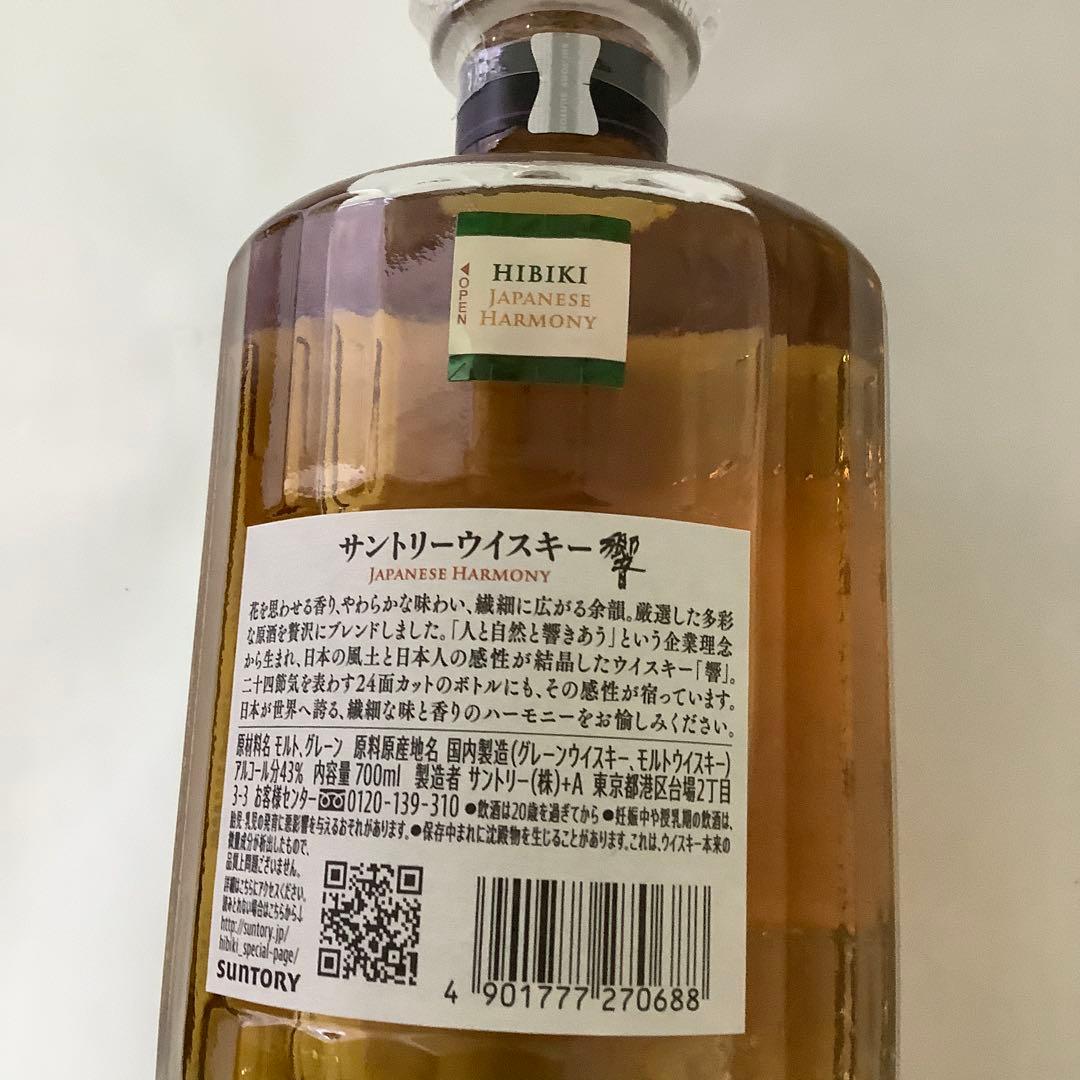 HIBIKI
JAPANESE
HARMONY
OPEN
サントリーウイスキー 響
JAPANESE HARMONY
花を思わせる香り、やわらかな味わい、繊細に広がる余韻。厳選した多彩
な原酒を贅沢にブレンドしました。「人と自然と響きあう」という企業理念
から生まれ、日本の風土と日本人の感性が結晶したウイスキー「響」。
二十四節気を表わす24面カットのボトルにも、その感性が宿っています。
日本が世界へ誇る、繊細な味と香りのハーモニーをお愉しみください。
原材料名 モルト、グレーン 原料原産地名 国内製造(グレーンウイスキー、モルトウイスキー)
アルコール分43% 内容量 700ml 製造者 サントリー(株)+A 東京都港区台場2丁目
3-3 お客様センター 0120-139-310 ●飲酒は20歳を過ぎてから ●妊娠中や授乳期の飲酒は、
胎児・乳児の発育に悪影響を与えるおそれがあります。●保存中まれに沈殿物を生じることがあります。これは、ウイスキー本来の
微量成分が析出したもので、
品質上問題ございません。
詳細はこちらにアクセスください。
読みとれない場合はこちらから↓
http://suntory.jp/
hibiki_special-page/
SUNTORY
4 901777 270688